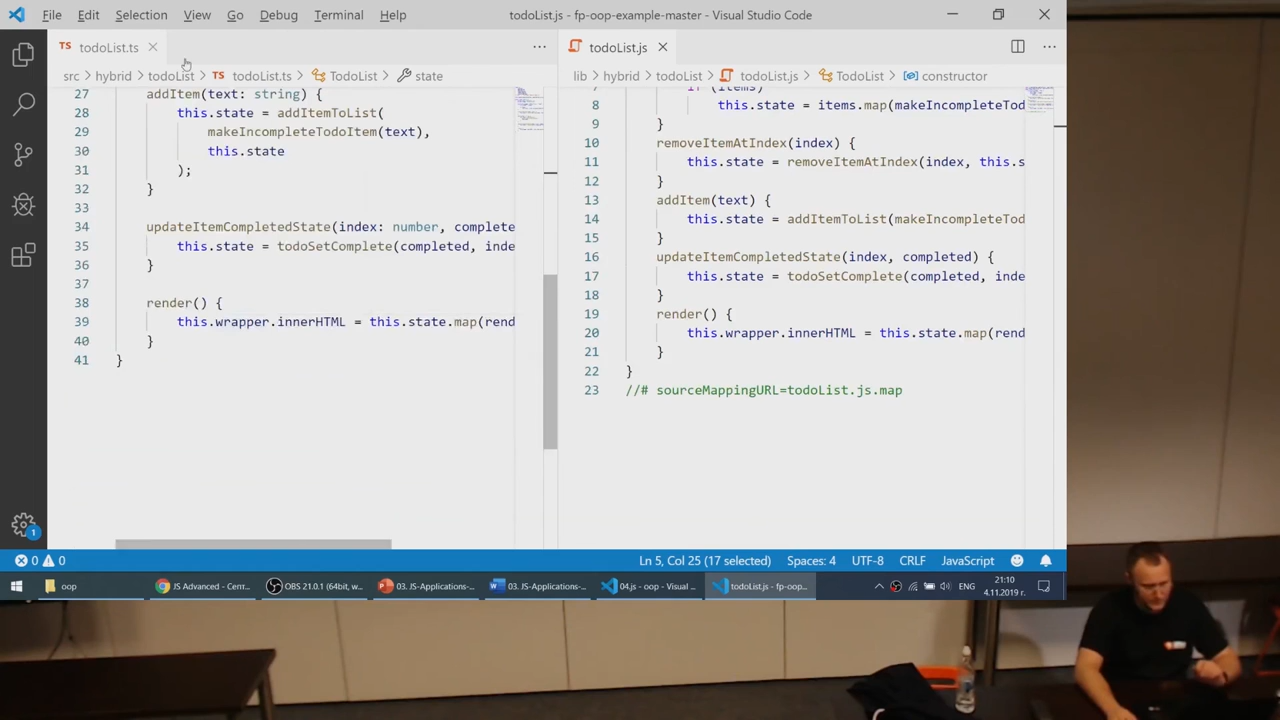 File Edit Selection View Go Debug Terminal Help
todoList.js - fp-oop-example-master - Visual Studio Code
TS todoList.ts
src > hybrid > todoList > TS todoList.ts > TodoList > state
27 addItem(text: string) {
28 this.state = addItemToList(
29 makeIncompleteTodoItem(text),
30 this.state
31 );
32 }
33
34 updateItemCompletedState(index: number, complete
35 this.state = todoSetComplete(completed, inde
36 }
37
38 render() {
39 this.wrapper.innerHTML = this.state.map(rend
40 }
41 }
todoList.js
lib > hybrid > todoList > todoList.js > TodoList > constructor
if (items)
8 this.state = items.map(makeIncompleteTod
9 }
10 removeItemAtIndex(index) {
11 this.state = removeItemAtIndex(index, this.s
12 }
13 addItem(text) {
14 this.state = addItemToList(makeIncompleteTod
15 }
16 updateItemCompletedState(index, completed) {
17 this.state = todoSetComplete(completed, inde
18 }
19 render() {
20 this.wrapper.innerHTML = this.state.map(rend
21 }
22 }
23 //# sourceMappingURL=todoList.js.map
1
0 0
Ln 5, Col 25 (17 selected) Spaces: 4 UTF-8 CRLF JavaScript
oop
JS Advanced - Cent...
OBS 21.0.1 (64bit, w...
03. JS-Applications-...
03. JS-Applications-...
04.js - oop - Visual ...
todoList.js - fp-oop...
ЕНГ
21:10
4.11.2019 г.